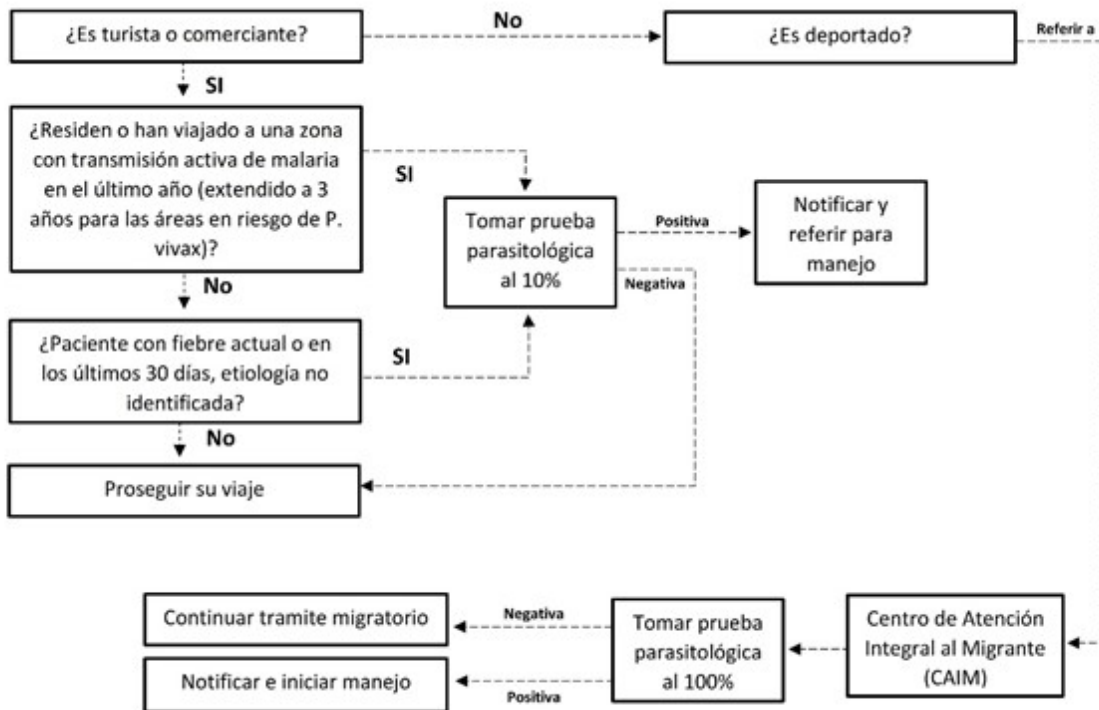 ¿Es turista o comerciante?
No
¿Es deportado?
Referir a
SI
¿Residen o han viajado a una zona
con transmisión activa de malaria
en el último año (extendido a 3
años para las áreas en riesgo de P.
vivax)?
SI
Tomar prueba
parasitológica
al 10%
Positiva
Negativa
Notificar y
referir para
manejo
No
¿Paciente con fiebre actual o en
los últimos 30 días, etiología no
identificada?
SI
No
Proseguir su viaje
Continuar tramite migratorio
Negativa
Notificar e iniciar manejo
Positiva
Tomar prueba
parasitológica
al 100%
Centro de Atención
Integral al Migrante
(CAIM)